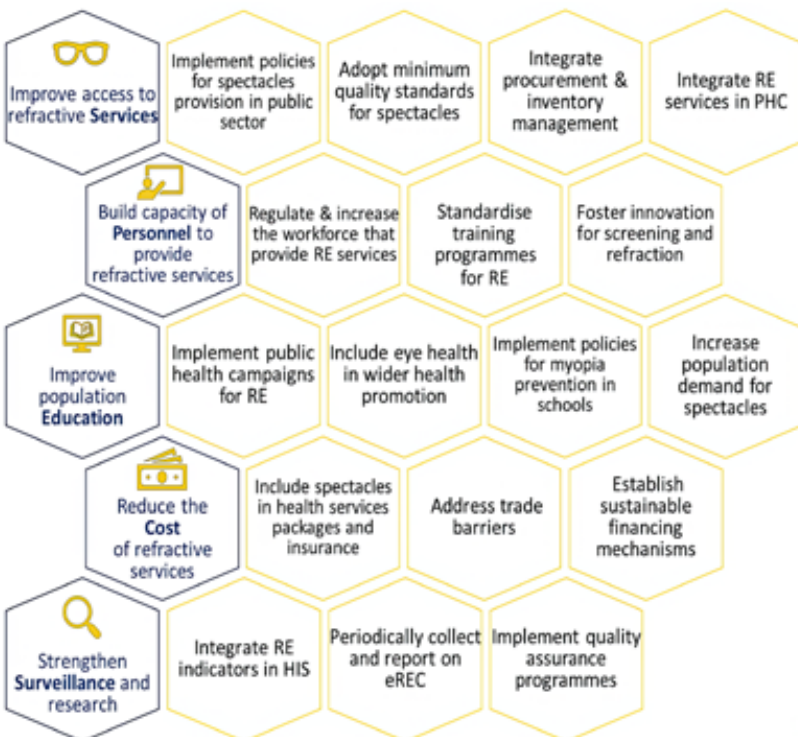 Improve access to
refractive Services
Implement policies
for spectacles
provision in public
sector
Adopt minimum
quality standards
for spectacles
Integrate
procurement &
inventory
management
Integrate RE
services in PHC
Build capacity of
Personnel to
provide
refractive services
Regulate & increase
the workforce that
provide RE services
Standardise
training
programmes
for RE
Foster innovation
for screening and
refraction
Improve
population
Education
Implement public
health campaigns
for RE
Include eye health
in wider health
promotion
Implement policies
for myopia
prevention in
schools
Increase
population
demand for
spectacles
Reduce the
Cost
of refractive
services
Include spectacles
in health services
packages and
insurance
Address trade
barriers
Establish
sustainable
financing
mechanisms
Strengthen
Surveillance and
research
Integrate RE
indicators in HIS
Periodically collect
and report on
eREC
Implement quality
assurance
programmes